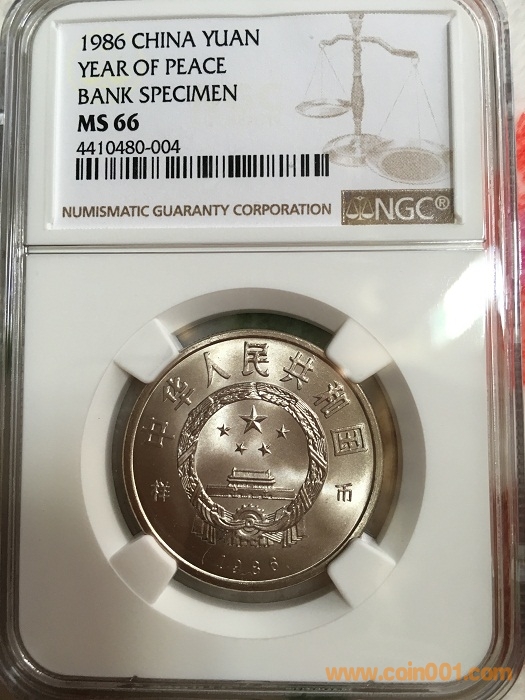 1986 CHINA YUAN
YEAR OF PEACE
BANK SPECIMEN
MS 66
4410480-004
NUMISMATIC GUARANTY CORPORATION
NGC®
中华人民共和国
样 币
1986
www.coin001.com